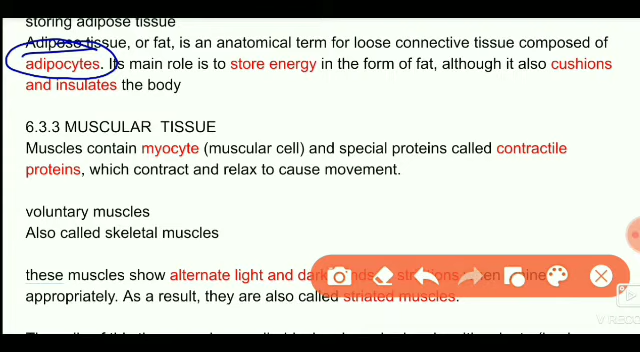 storing adipose tissue
Adipose tissue, or fat, is an anatomical term for loose connective tissue composed of
adipocytes. Its main role is to store energy in the form of fat, although it also cushions
and insulates the body
6.3.3 MUSCULAR TISSUE
Muscles contain myocyte (muscular cell) and special proteins called contractile
proteins, which contract and relax to cause movement.
voluntary muscles
Also called skeletal muscles
these muscles show alternate light and dark
appropriately. As a result, they are also called striated muscles.